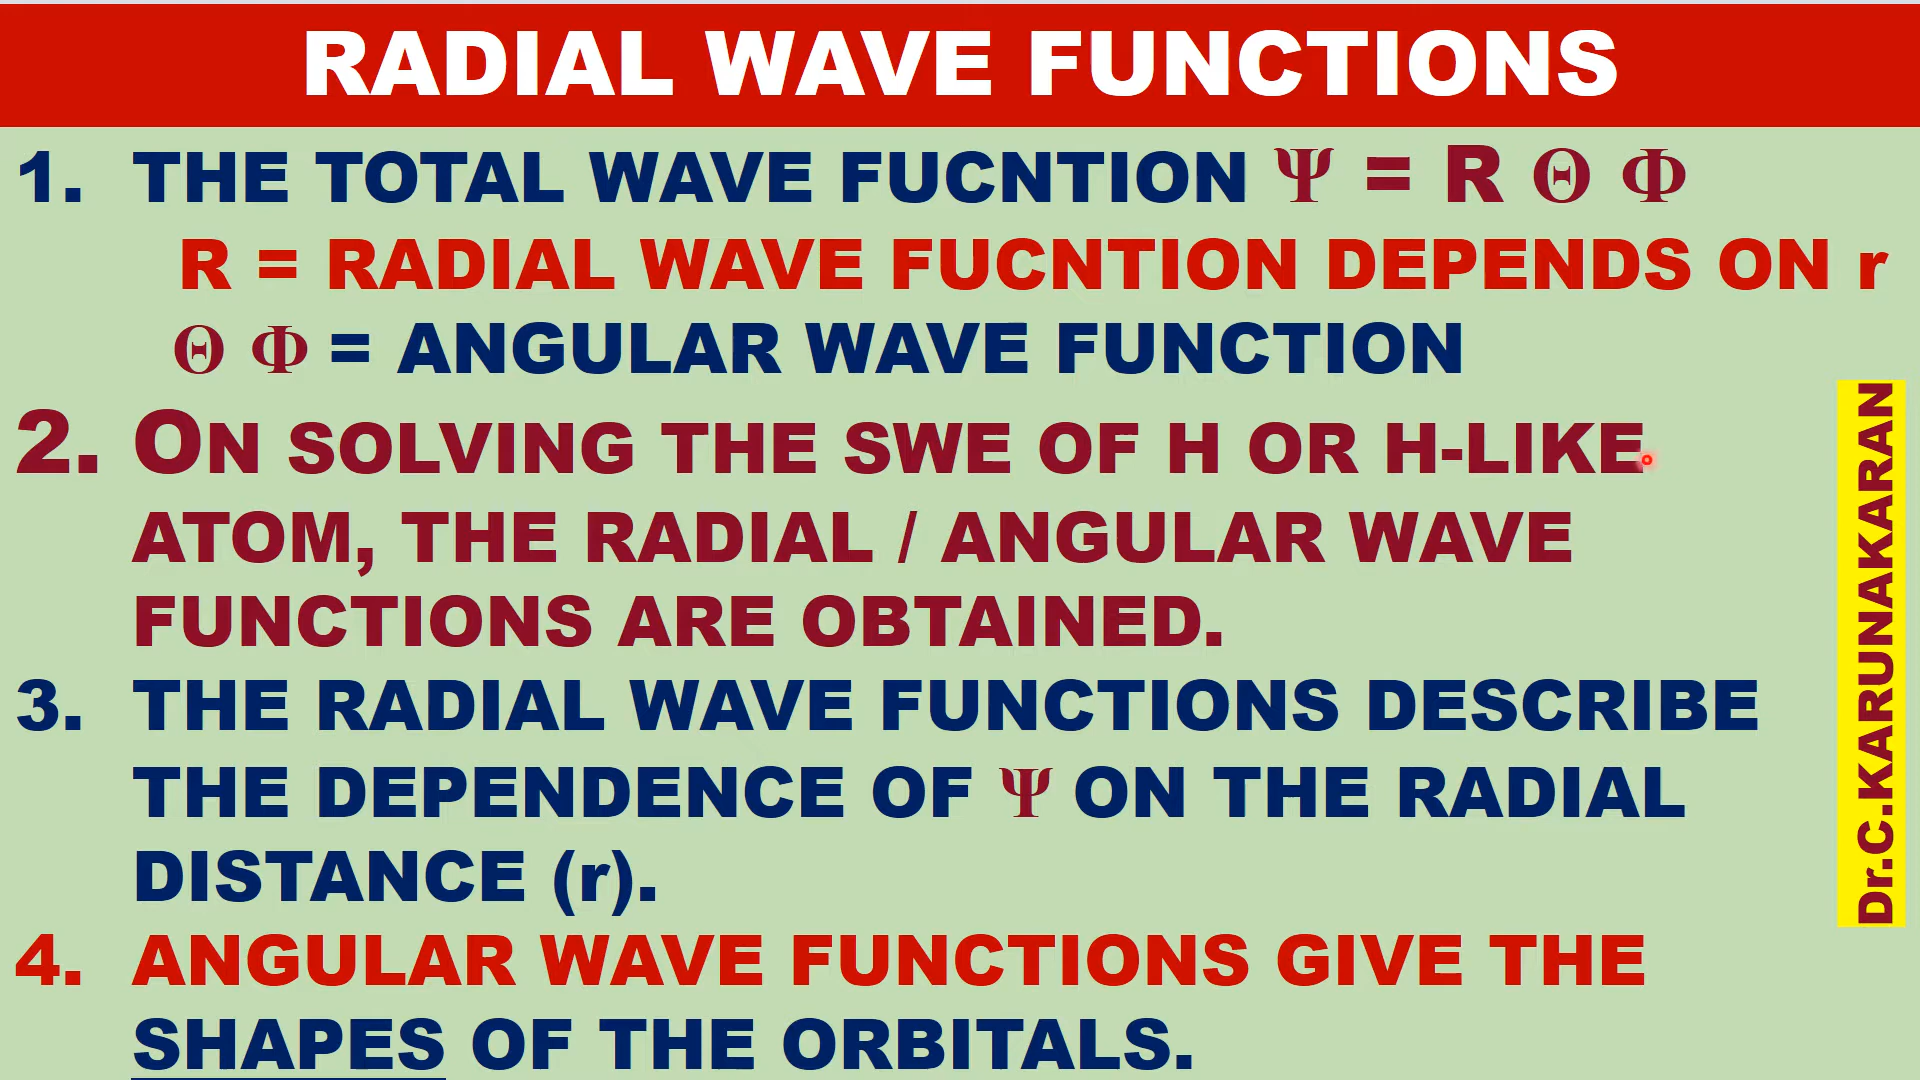 RADIAL WAVE FUNCTIONS
1. THE TOTAL WAVE FUCNTION Ψ = R Θ Φ
R = RADIAL WAVE FUCNTION DEPENDS ON r
Θ Φ = ANGULAR WAVE FUNCTION
2. ON SOLVING THE SWE OF H OR H-LIKE
ATOM, THE RADIAL / ANGULAR WAVE
FUNCTIONS ARE OBTAINED.
3. THE RADIAL WAVE FUNCTIONS DESCRIBE
THE DEPENDENCE OF Ψ ON THE RADIAL
DISTANCE (r).
4. ANGULAR WAVE FUNCTIONS GIVE THE
SHAPES OF THE ORBITALS.
Dr.C.KARUNAKARAN